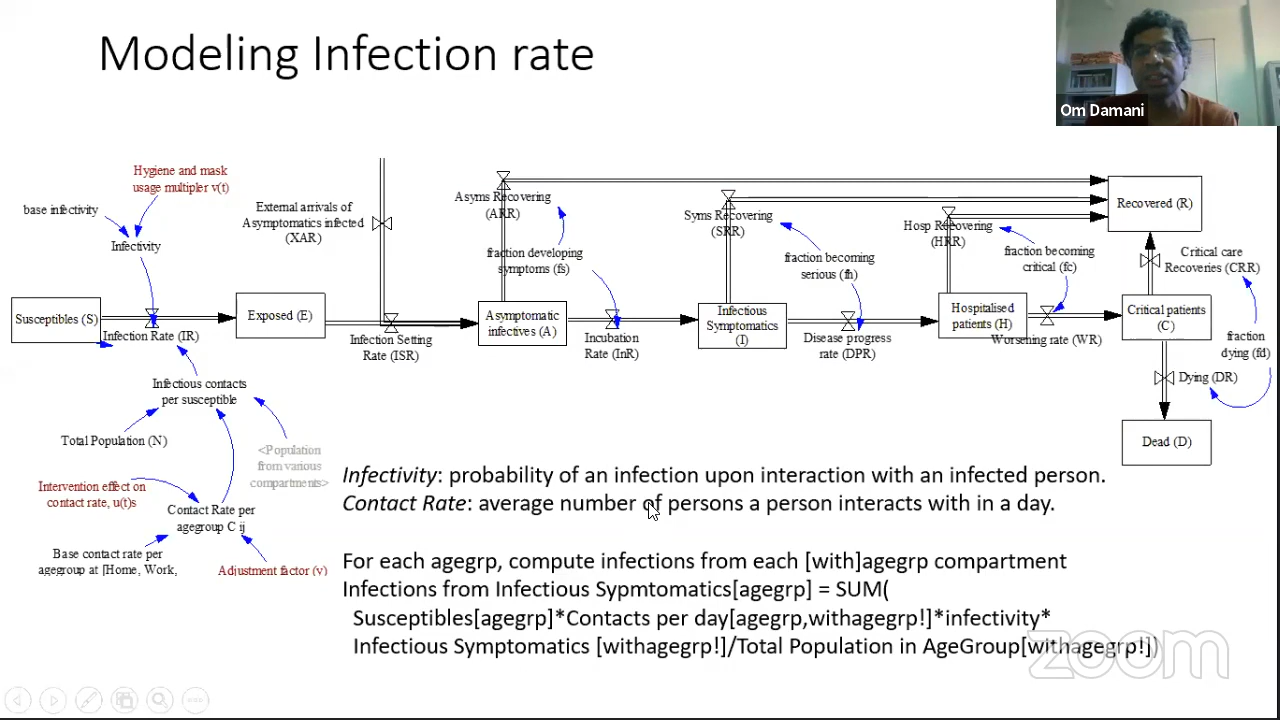 Modeling Infection rate
Om Damani
Hygiene and mask
usage multipler v(t)
base infectivity
Infectivity
External arrivals of
Asymptomatics infected
(XAR)
Asyms Recovering
(ARR)
fraction developing
symptoms (fs)
Syms Recovering
(SRR)
fraction becoming
serious (fh)
Hosp Recovering
(HRR)
fraction becoming
critical (fc)
Recovered (R)
Critical care
Recoveries (CRR)
Susceptibles (S)
Infection Rate (IR)
Exposed (E)
Infection Setting
Rate (ISR)
Asymptomatic
infectives (A)
Incubation
Rate (InR)
Infectious
Symptomatics
(I)
Disease progress
rate (DPR)
Hospitalised
patients (H)
Worsening rate (WR)
Critical patients
(C)
fraction
dying (fd)
Dying (DR)
Dead (D)
Infectious contacts
per susceptible
Total Population (N)
<Population
from various
compartments>
Intervention effect on
contact rate, u(t)s
Contact Rate per
agegroup C ij
Base contact rate per
agegroup at [Home, Work,
Adjustment factor (v)
Infectivity: probability of an infection upon interaction with an infected person.
Contact Rate: average number of persons a person interacts with in a day.
For each agegrp, compute infections from each [with]agegrp compartment
Infections from Infectious Sypmtomatics[agegrp] = SUM(
Susceptibles[agegrp]*Contacts per day[agegrp,withagegrp!]*infectivity*
Infectious Symptomatics [withagegrp!]/Total Population in AgeGroup[withagegrp!])
zoom